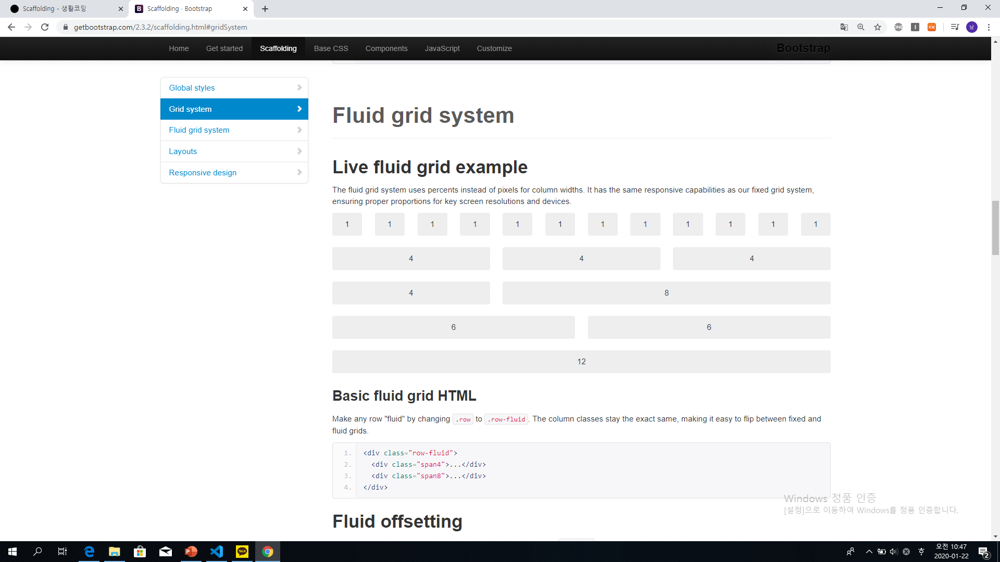 Scaffolding - 생활코딩
Scaffolding · Bootstrap
getbootstrap.com/2.3.2/scaffolding.html#gridSystem
남
Home Get started Scaffolding Base CSS Components JavaScript Customize Bootstrap
Global styles
Grid system
Fluid grid system
Layouts
Responsive design
Fluid grid system
Live fluid grid example
The fluid grid system uses percents instead of pixels for column widths. It has the same responsive capabilities as our fixed grid system,
ensuring proper proportions for key screen resolutions and devices.
1 1 1 1 1 1 1 1 1 1 1 1
4 4 4
4 8
6 6
12
Basic fluid grid HTML
Make any row "fluid" by changing .row to .row-fluid. The column classes stay the exact same, making it easy to flip between fixed and
fluid grids.
1. <div class="row-fluid">
2. <div class="span4">...</div>
3. <div class="span8">...</div>
4. </div>
Windows 정품 인증
[설정]으로 이동하여 Windows를 정품 인증합니다.
Fluid offsetting
TALK
오전 10:47
2020-01-22
2